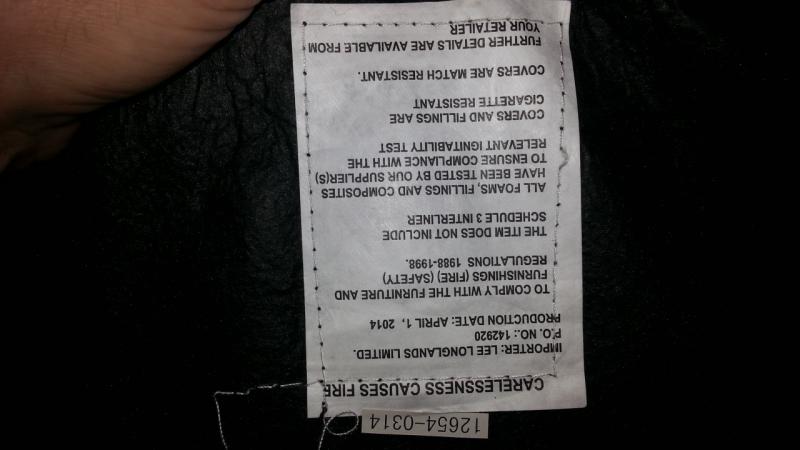 12654-0314
CARELESSNESS CAUSES FIRE
IMPORTER: LEE LONGLANDS LIMITED.
P.O. NO.: 142920
PRODUCTION DATE: APRIL 1, 2014
TO COMPLY WITH THE FURNITURE AND
FURNISHINGS (FIRE) (SAFETY)
REGULATIONS 1988-1998.
THE ITEM DOES NOT INCLUDE
SCHEDULE 3 INTERLINER
ALL FOAMS, FILLINGS AND COMPOSITES
HAVE BEEN TESTED BY OUR SUPPLIER(S)
TO ENSURE COMPLIANCE WITH THE
RELEVANT IGNITABILITY TEST
COVERS AND FILLINGS ARE
CIGARETTE RESISTANT
COVERS ARE MATCH RESISTANT.
FURTHER DETAILS ARE AVAILABLE FROM
YOUR RETAILER